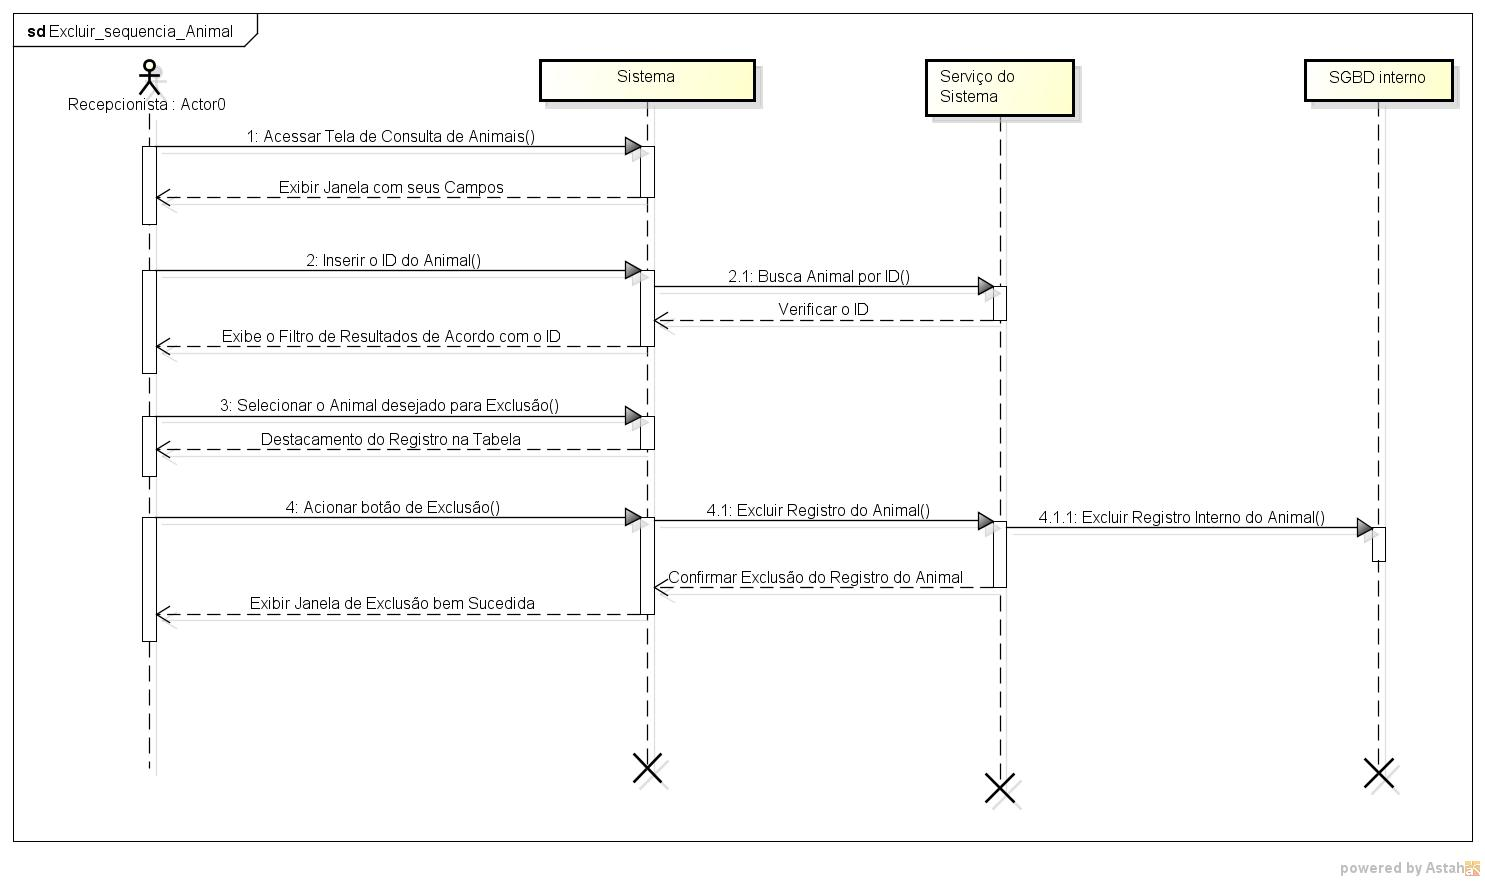 sd Excluir_sequencia_Animal
Recepcionista : Actor0
Sistema
Serviço do
Sistema
SGBD interno
1: Acessar Tela de Consulta de Animais()
Exibir Janela com seus Campos
2: Inserir o ID do Animal()
2.1: Busca Animal por ID()
Verificar o ID
Exibe o Filtro de Resultados de Acordo com o ID
3: Selecionar o Animal desejado para Exclusão()
Destacamento do Registro na Tabela
4: Acionar botão de Exclusão()
4.1: Excluir Registro do Animal()
4.1.1: Excluir Registro Interno do Animal()
Confirmar Exclusão do Registro do Animal
Exibir Janela de Exclusão bem Sucedida
powered by Astah